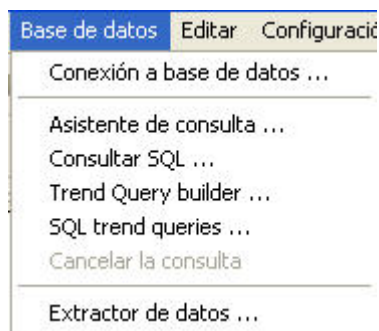 Base de datos Editar Configuració
Conexión a base de datos ...
Asistente de consulta ...
Consultar SQL ...
Trend Query builder ...
SQL trend queries ...
Cancelar la consulta
Extractor de datos ...